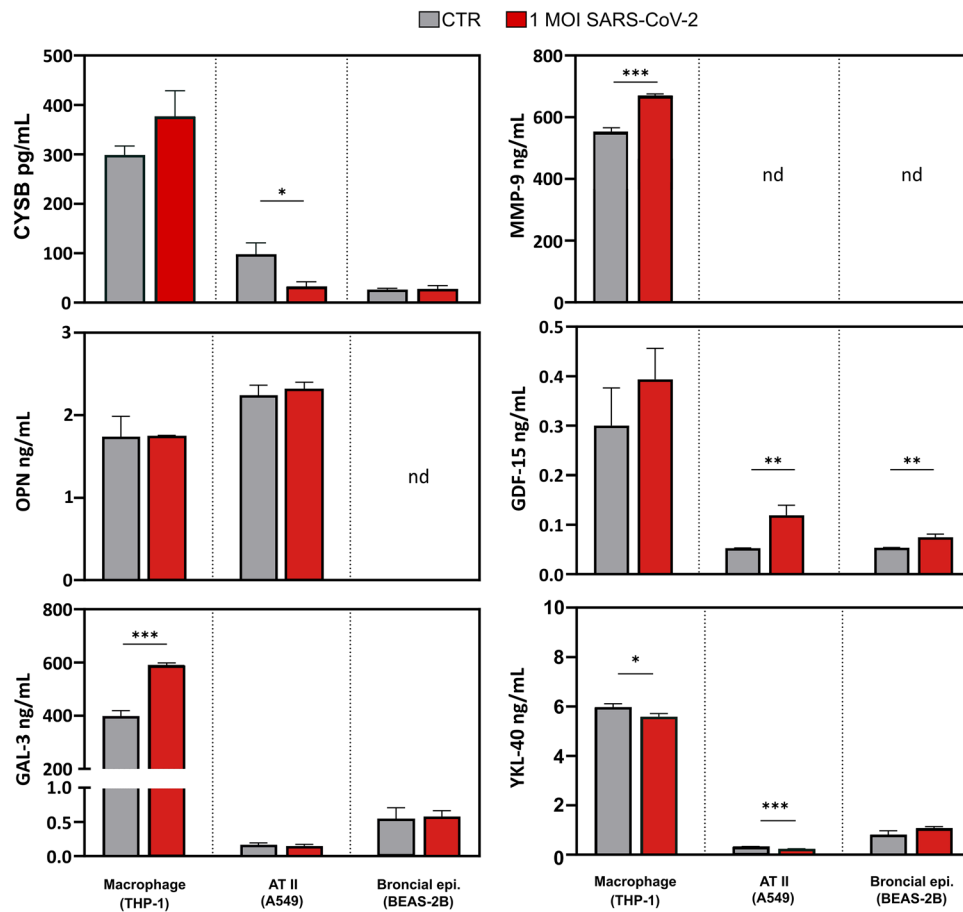 CTR 1 MOI SARS-CoV-2
CYSB pg/mL
500
400
300
200
100
0
*
MMP-9 ng/mL
800
600
400
200
0
***
nd
nd
OPN ng/mL
3
2
1
0
nd
GDF-15 ng/mL
0.5
0.4
0.3
0.2
0.1
0.0
**
**
GAL-3 ng/mL
800
600
400
200
1.0
0.5
0.0
***
Macrophage
(THP-1)
AT II
(A549)
Broncial epi.
(BEAS-2B)
YKL-40 ng/mL
10
8
6
4
2
0
*
***
Macrophage
(THP-1)
AT II
(A549)
Broncial epi.
(BEAS-2B)